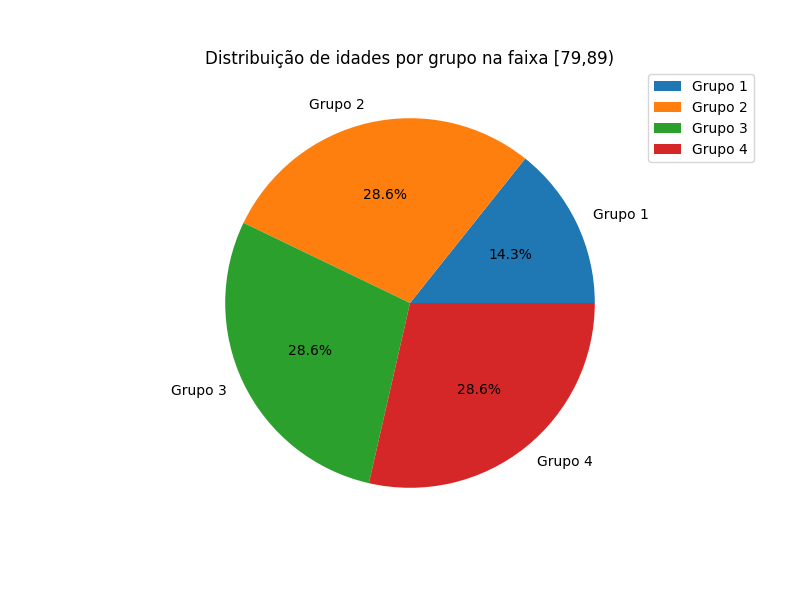 Distribuição de idades por grupo na faixa [79,89)
Grupo 1
Grupo 2
Grupo 3
Grupo 4
Grupo 2
Grupo 1
28.6%
14.3%
28.6%
28.6%
Grupo 3
Grupo 4